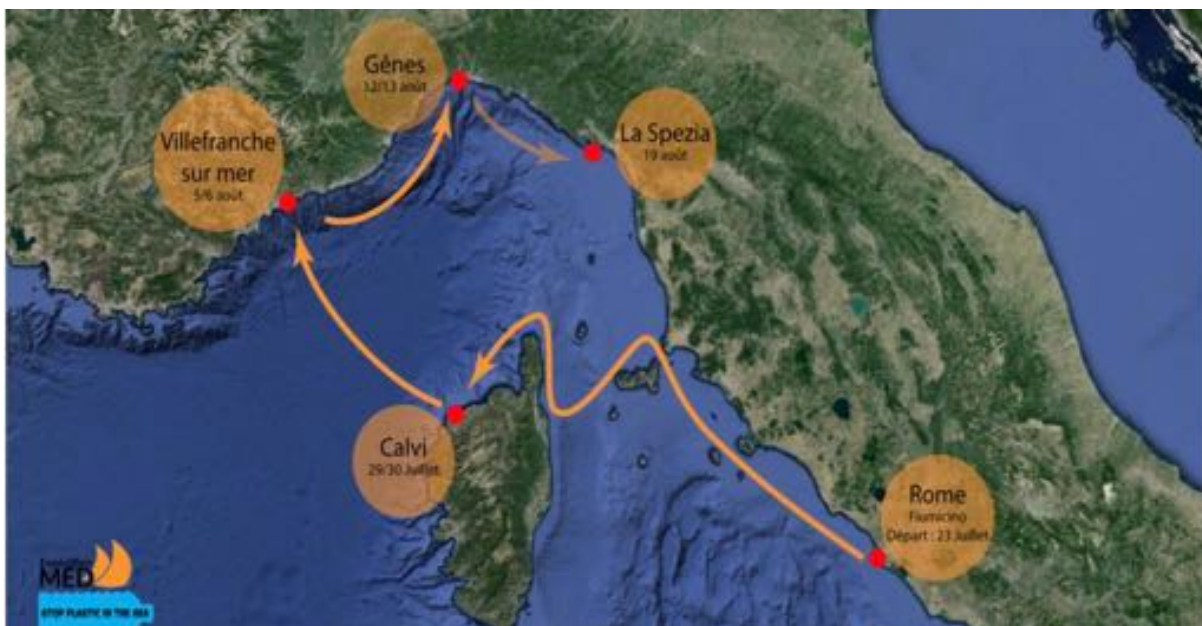 Gênes
12/13 août
Villefranche
sur mer
5/6 août
La Spezia
19 août
Calvi
29/30 Juillet
Rome
Fiumicino
Départ : 23 Juillet
MED
STOP PLASTIC IN THE SEA